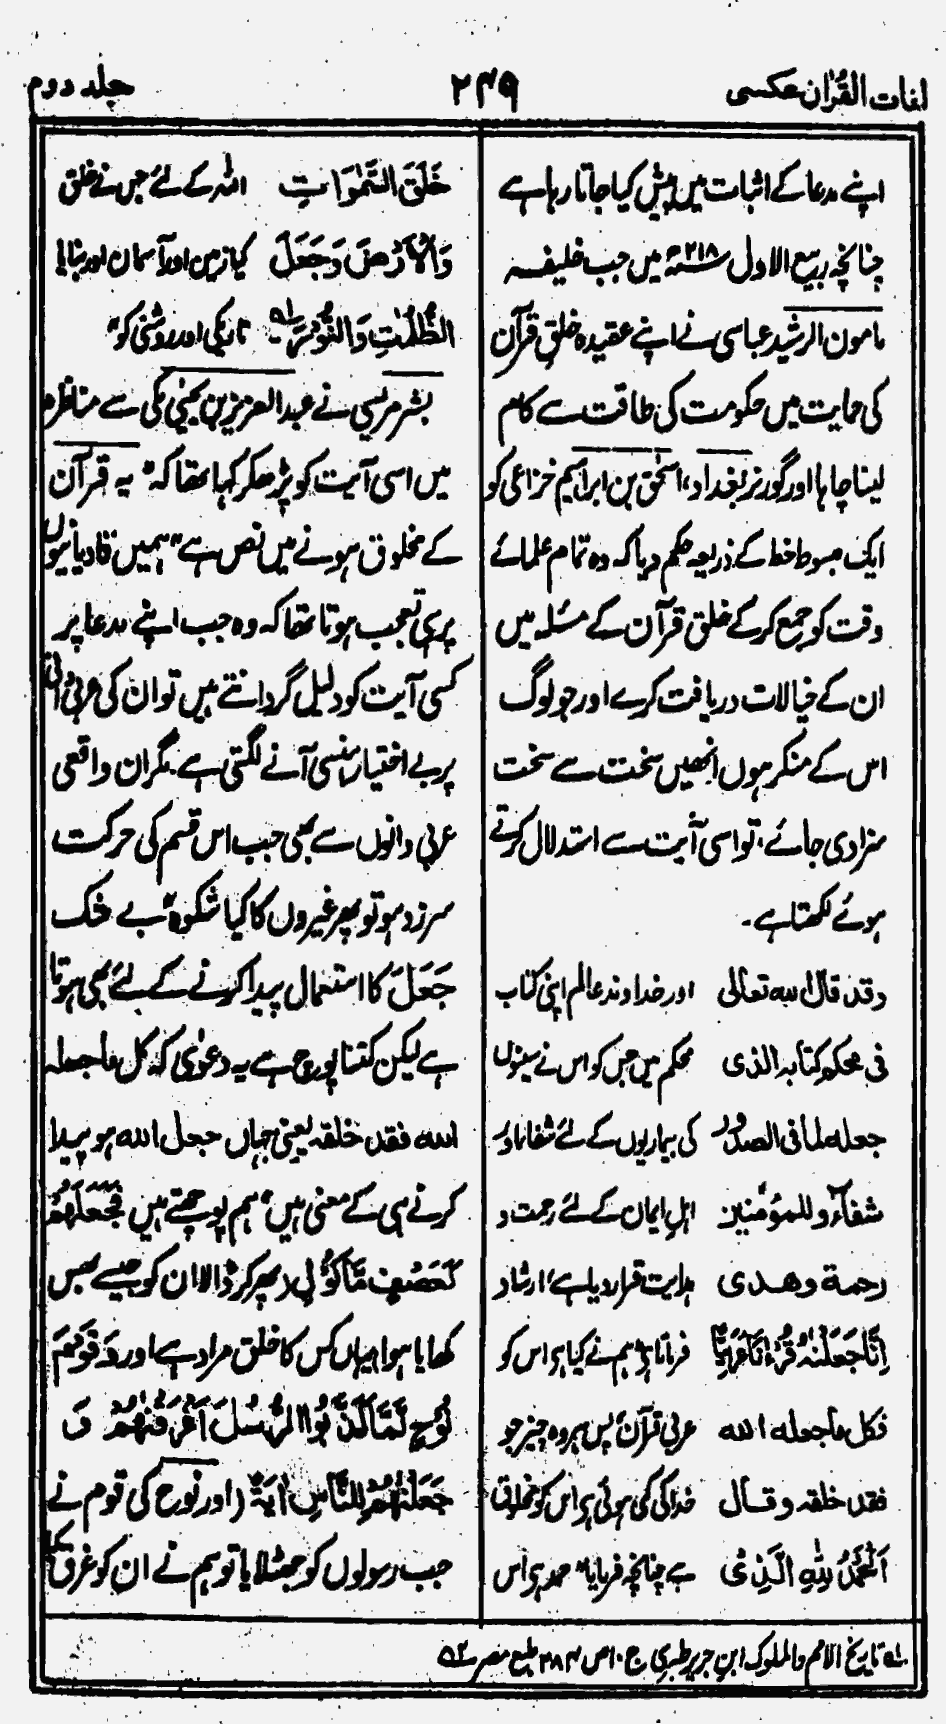 لغات القرآن عکسی
۲۴۹
جلد دوم
اپنے مدعا کے اثبات میں پیش کیا جاتا رہا ہے
چنانچہ ربیع الاول ۲۱۸ھ میں جب خلیفہ
مامون الرشید عباسی نے اپنے عقیدہ خلق قرآن
کی حمایت میں حکومت کی طاقت سے کام
لینا چاہا اور گورنر بغداد، اسحٰق بن ابراہیم خزاعی کو
ایک مبسوط خط کے ذریعہ حکم دیا کہ وہ تمام علمائے
وقت کو جمع کر کے خلق قرآن کے مسئلہ میں
ان کے خیالات دریافت کرے اور جو لوگ
اس کے منکر ہوں انھیں سخت سے سخت
سزا دی جائے، تو اسی آیت سے استدلال کرتے
ہوئے لکھتا ہے۔
وقد قال اللہ تعالی اور خداوند عالم اپنی کتاب
فی محکم کتابہ الذی محکم میں جس کو اس نے سینوں
جعلہ لما فی الصدور کی بیماریوں کے لئے شفا اور
شفاءً و للمؤمنین اہلِ ایمان کے لئے رحمت و
رحمۃ و ھدی ہدایت قرار دیا ہے، ارشاد
اِنَّا جَعَلْنٰہُ قُرْءٰنًا عَرَبِیًّا فرماتا ہے ہم نے کیا ہے اس کو
فکل ما جعلہ اللہ عربی قرآن پس ہر وہ چیز جو
فقد خلقہ وقال خدا کی کی ہوئی ہے اس کو مخلوق
اَلْحَمْدُ لِلّٰہِ الَّذِیْ ہے چنانچہ فرمایا، حمد ہے اس
خَلَقَ السَّمٰوَاتِ اللہ کے لئے جس نے خلق
وَالْاَرْضَ وَجَعَلَ کیا زمین اور آسمان اور بنایا
الظُّلُمٰتِ وَالنُّوْرَ لہ تاریکی اور روشنی کو"
بشر مریسی نے عبدالعزیز بن یحییٰ مکی سے مناظرہ
میں اسی آیت کو پڑھ کر کہا تھا کہ "یہ قرآن
کے مخلوق ہونے میں نص ہے" ہمیں قادیانیوں
پر ہی تعجب ہوتا تھا کہ وہ جب اپنے مدعا پر
کسی آیت کو دلیل گردانتے ہیں تو ان کی عربی دانی
پر بے اختیار ہنسی آنے لگتی ہے۔ مگر ان واقعی
عربی دانوں سے بھی جب اس قسم کی حرکت
سرزد ہو تو پھر غیروں کا کیا شکوہ، بے شک
جَعَلَ کا استعمال پیدا کرنے کے لئے بھی ہوتا
ہے لیکن کتنا پوچ ہے یہ دعوٰی کہ کل ما جعلہ
اللہ فقد خلقہ یعنی جہاں جعل اللہ ہو پیدا
کرنے ہی کے معنی ہیں، ہم پوچھتے ہیں فَجَعَلَھُمْ
کَعَصْفٍ مَّاْکُوْلٍ (پھر کر ڈالا ان کو جیسے بھس
کھایا ہوا) یہاں کس کا خلق مراد ہے اور وَقَوْمَ
نُوْحٍ لَّمَّا کَذَّبُوا الرُّسُلَ اَغْرَقْنٰھُمْ وَ
جَعَلْنٰھُمْ لِلنَّاسِ اٰیَۃً (اور نوح کی قوم نے
جب رسولوں کو جھٹلایا تو ہم نے ان کو غرق کیا
لہ تاریخ الامم والملوک ابن جریر طبری ج ۱۰ ص ۲۸۴ طبع مصر ۵۲